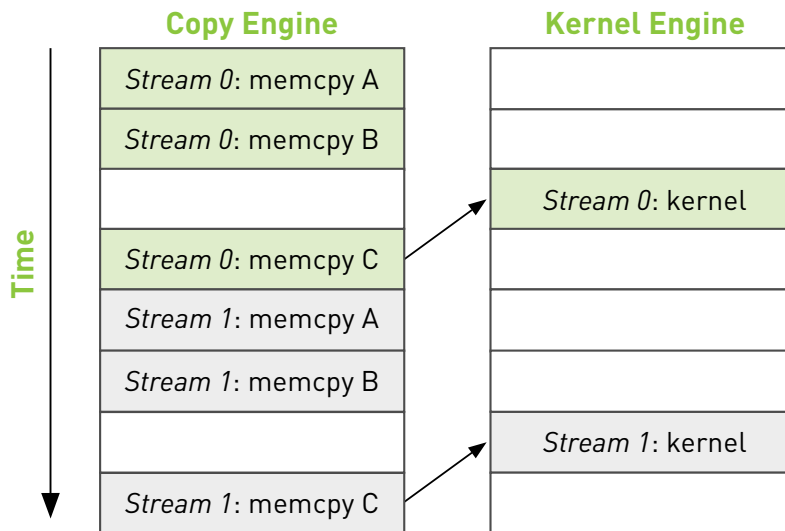 Copy Engine
Kernel Engine
Time
Stream 0: memcpy A
Stream 0: memcpy B
Stream 0: kernel
Stream 0: memcpy C
Stream 1: memcpy A
Stream 1: memcpy B
Stream 1: kernel
Stream 1: memcpy C